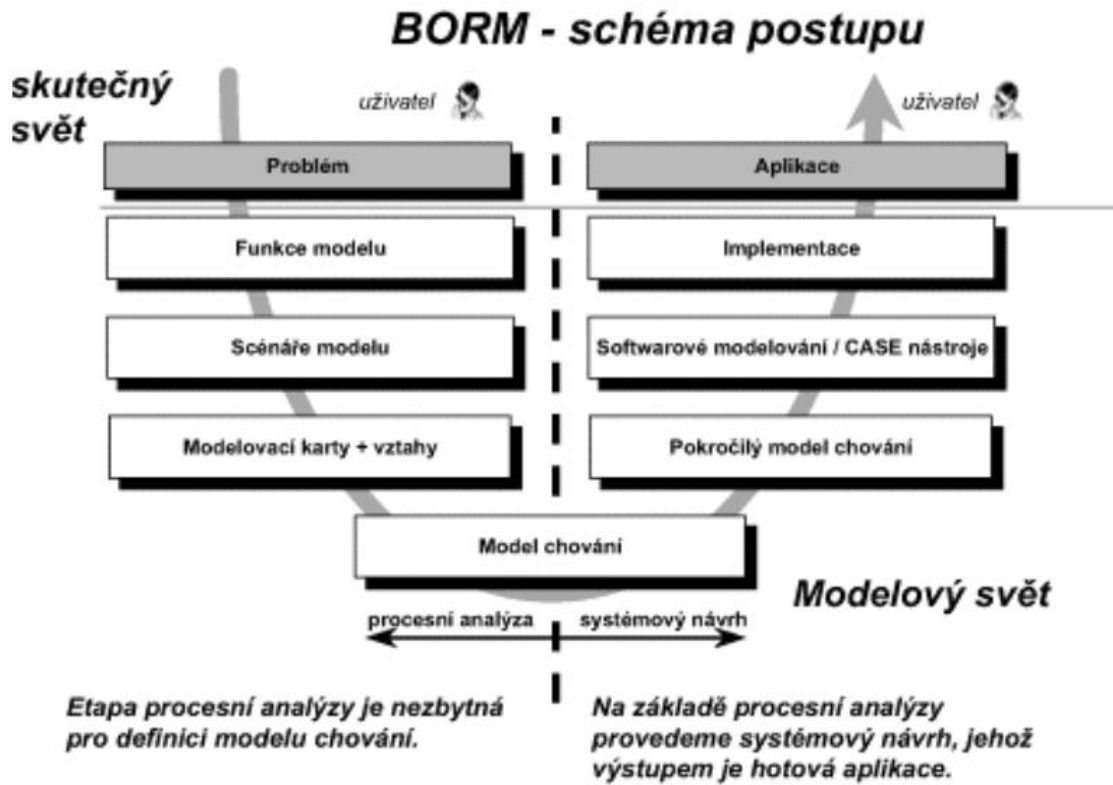 BORM - schéma postupu
skutečný
svět
uživatel
uživatel
Problém
Aplikace
Funkce modelu
Implementace
Scénáře modelu
Softwarové modelování / CASE nástroje
Modelovací karty + vztahy
Pokročilý model chování
Model chování
Modelový svět
procesní analýza
systémový návrh
Etapa procesní analýzy je nezbytná
pro definici modelu chování.
Na základě procesní analýzy
provedeme systémový návrh, jehož
výstupem je hotová aplikace.